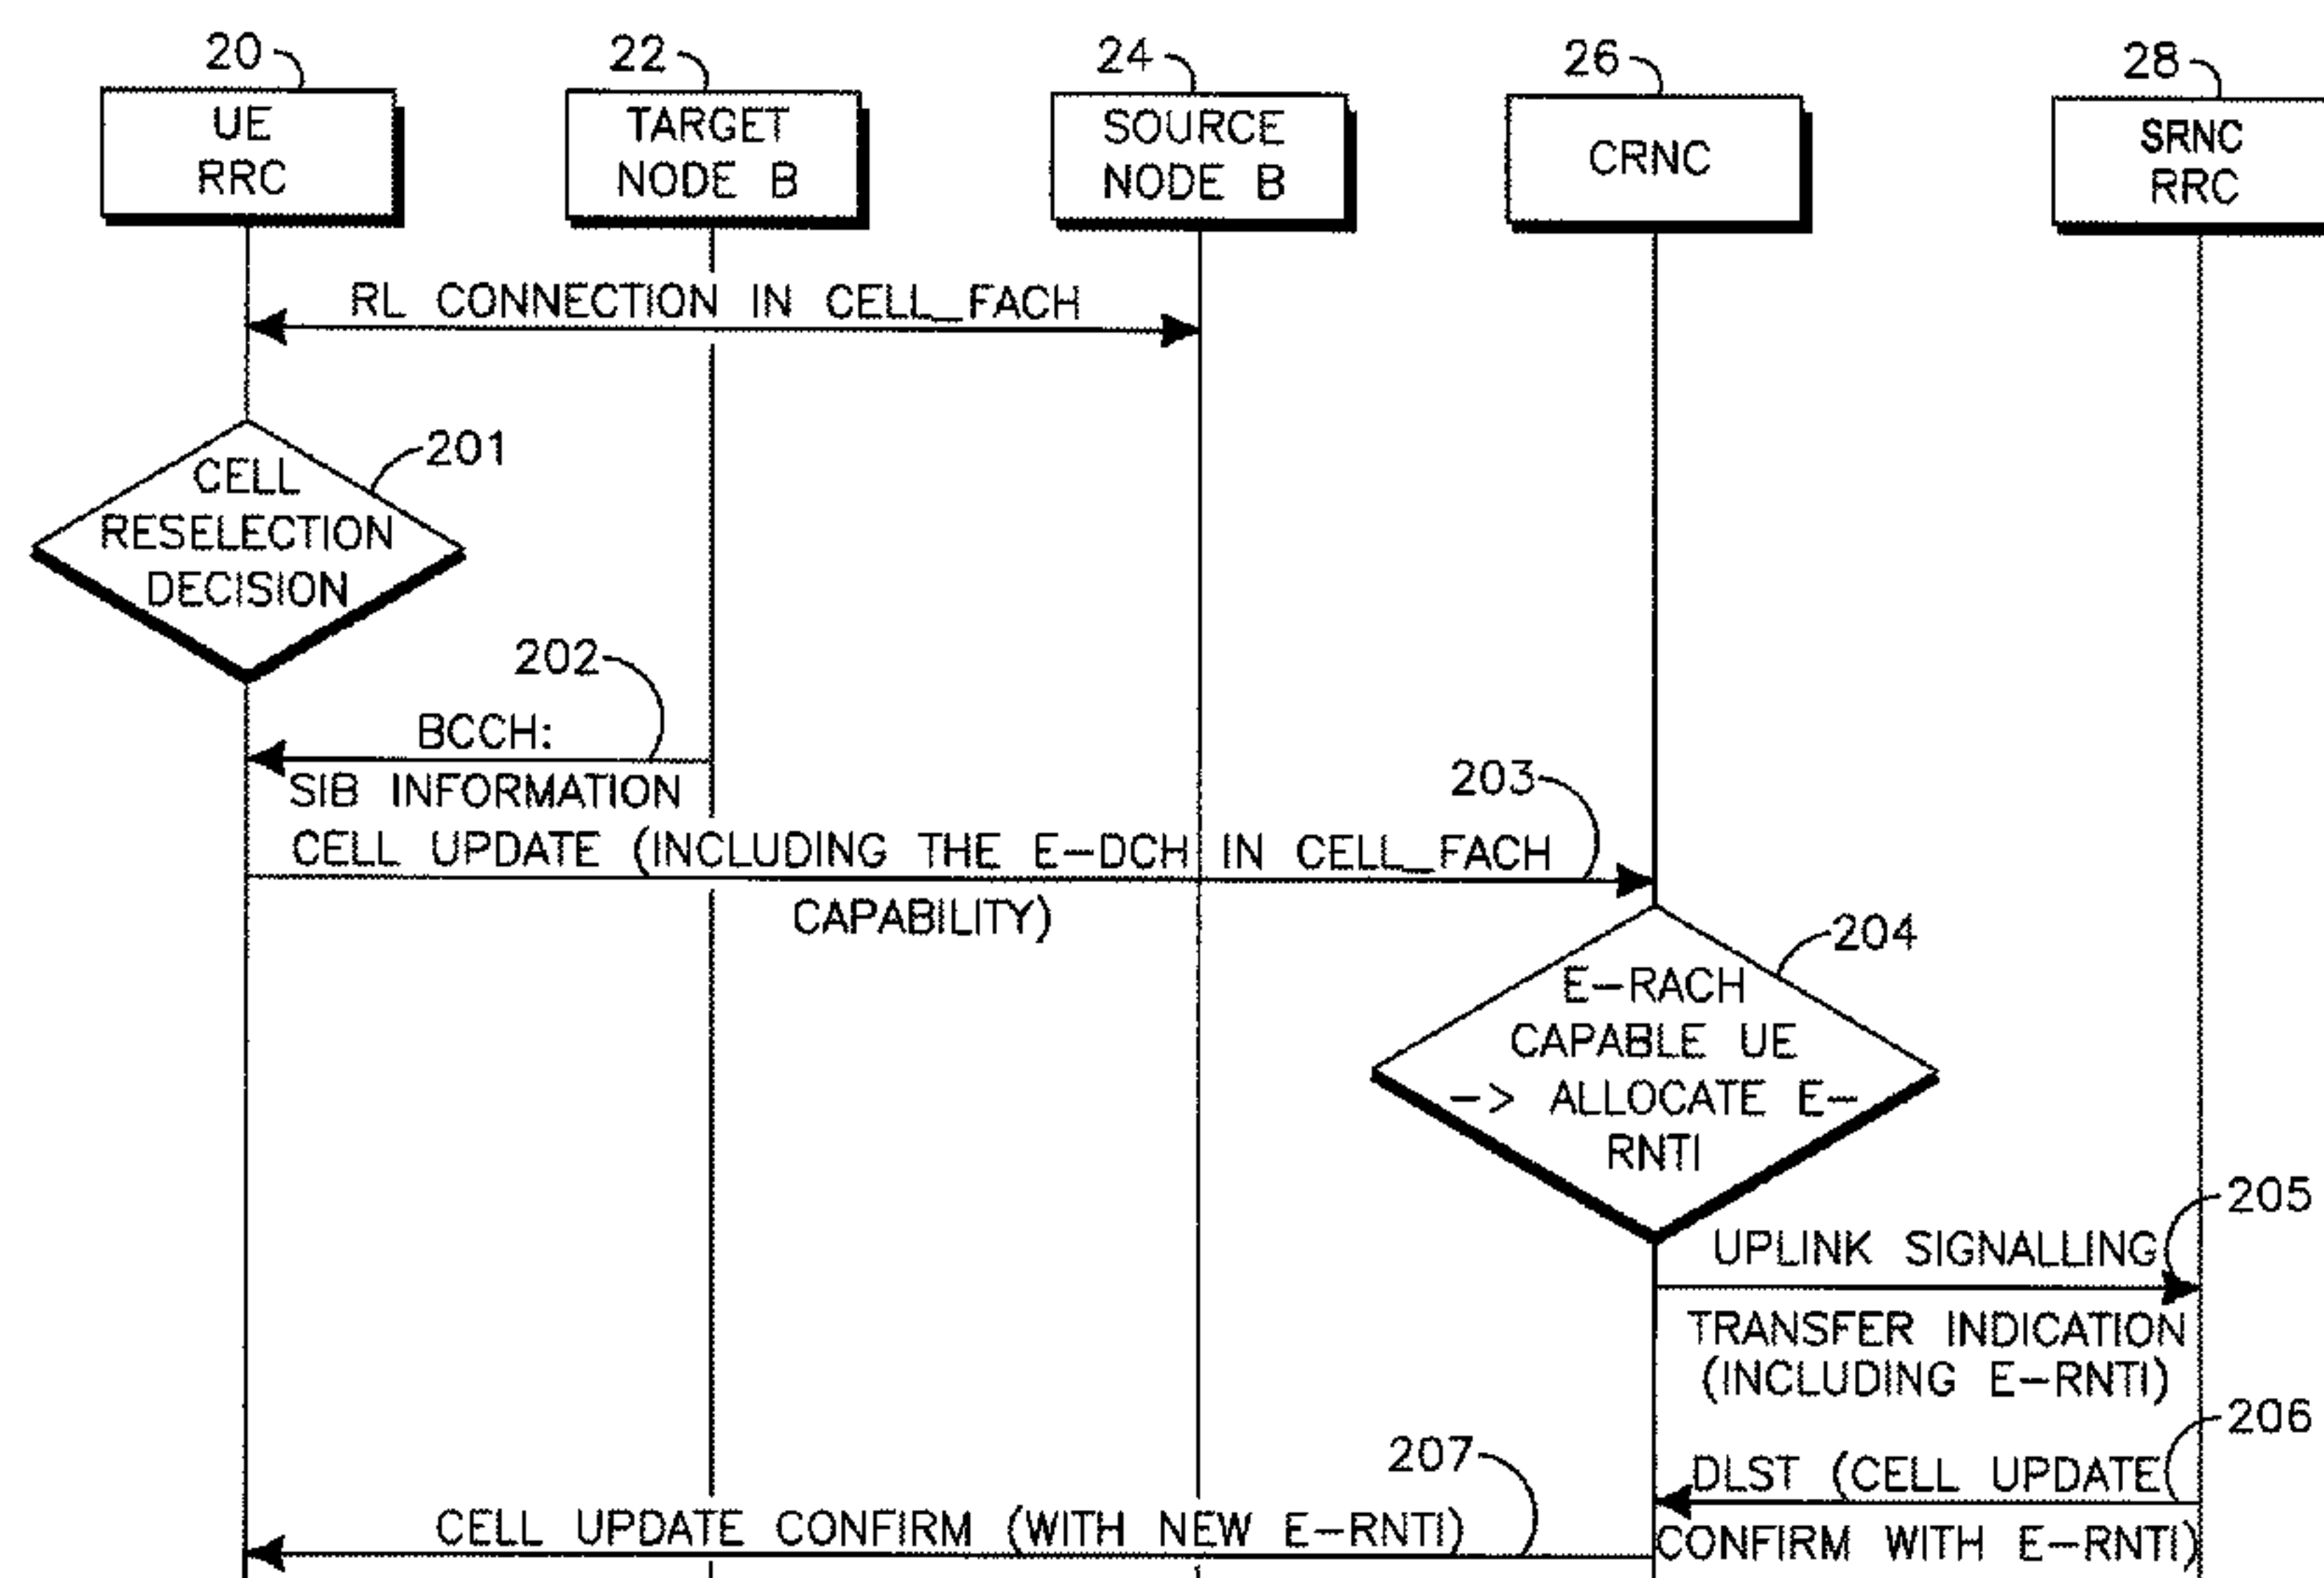 20
22
24
26
28
UE
RRC
TARGET
NODE B
SOURCE
NODE B
CRNC
SRNC
RRC
RL CONNECTION IN CELL_FACH
201
CELL
RESELECTION
DECISION
202
BCCH:
SIB INFORMATION
203
CELL UPDATE (INCLUDING THE E-DCH IN CELL_FACH
CAPABILITY)
204
E-RACH
CAPABLE UE
-> ALLOCATE E-
RNTI
205
UPLINK SIGNALLING
TRANSFER INDICATION
(INCLUDING E-RNTI)
206
DLST (CELL UPDATE
CONFIRM WITH E-RNTI)
207
CELL UPDATE CONFIRM (WITH NEW E-RNTI)